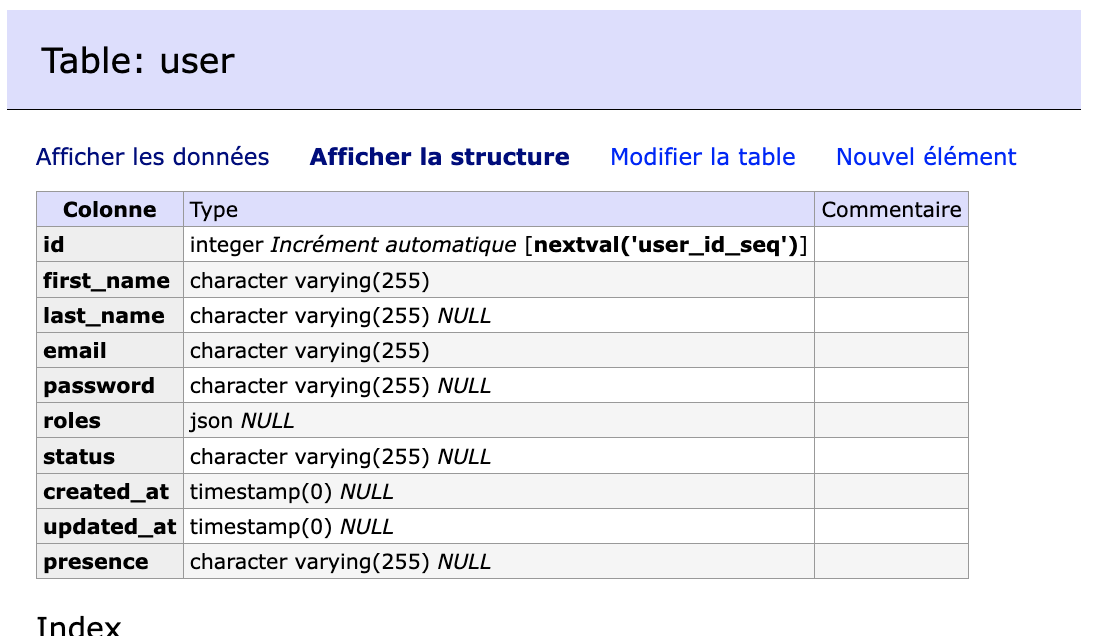 Table: user
Afficher les données Afficher la structure Modifier la table Nouvel élément
Colonne Type Commentaire
id integer Incrément automatique [nextval('user_id_seq')]
first_name character varying(255)
last_name character varying(255) NULL
email character varying(255)
password character varying(255) NULL
roles json NULL
status character varying(255) NULL
created_at timestamp(0) NULL
updated_at timestamp(0) NULL
presence character varying(255) NULL
Index